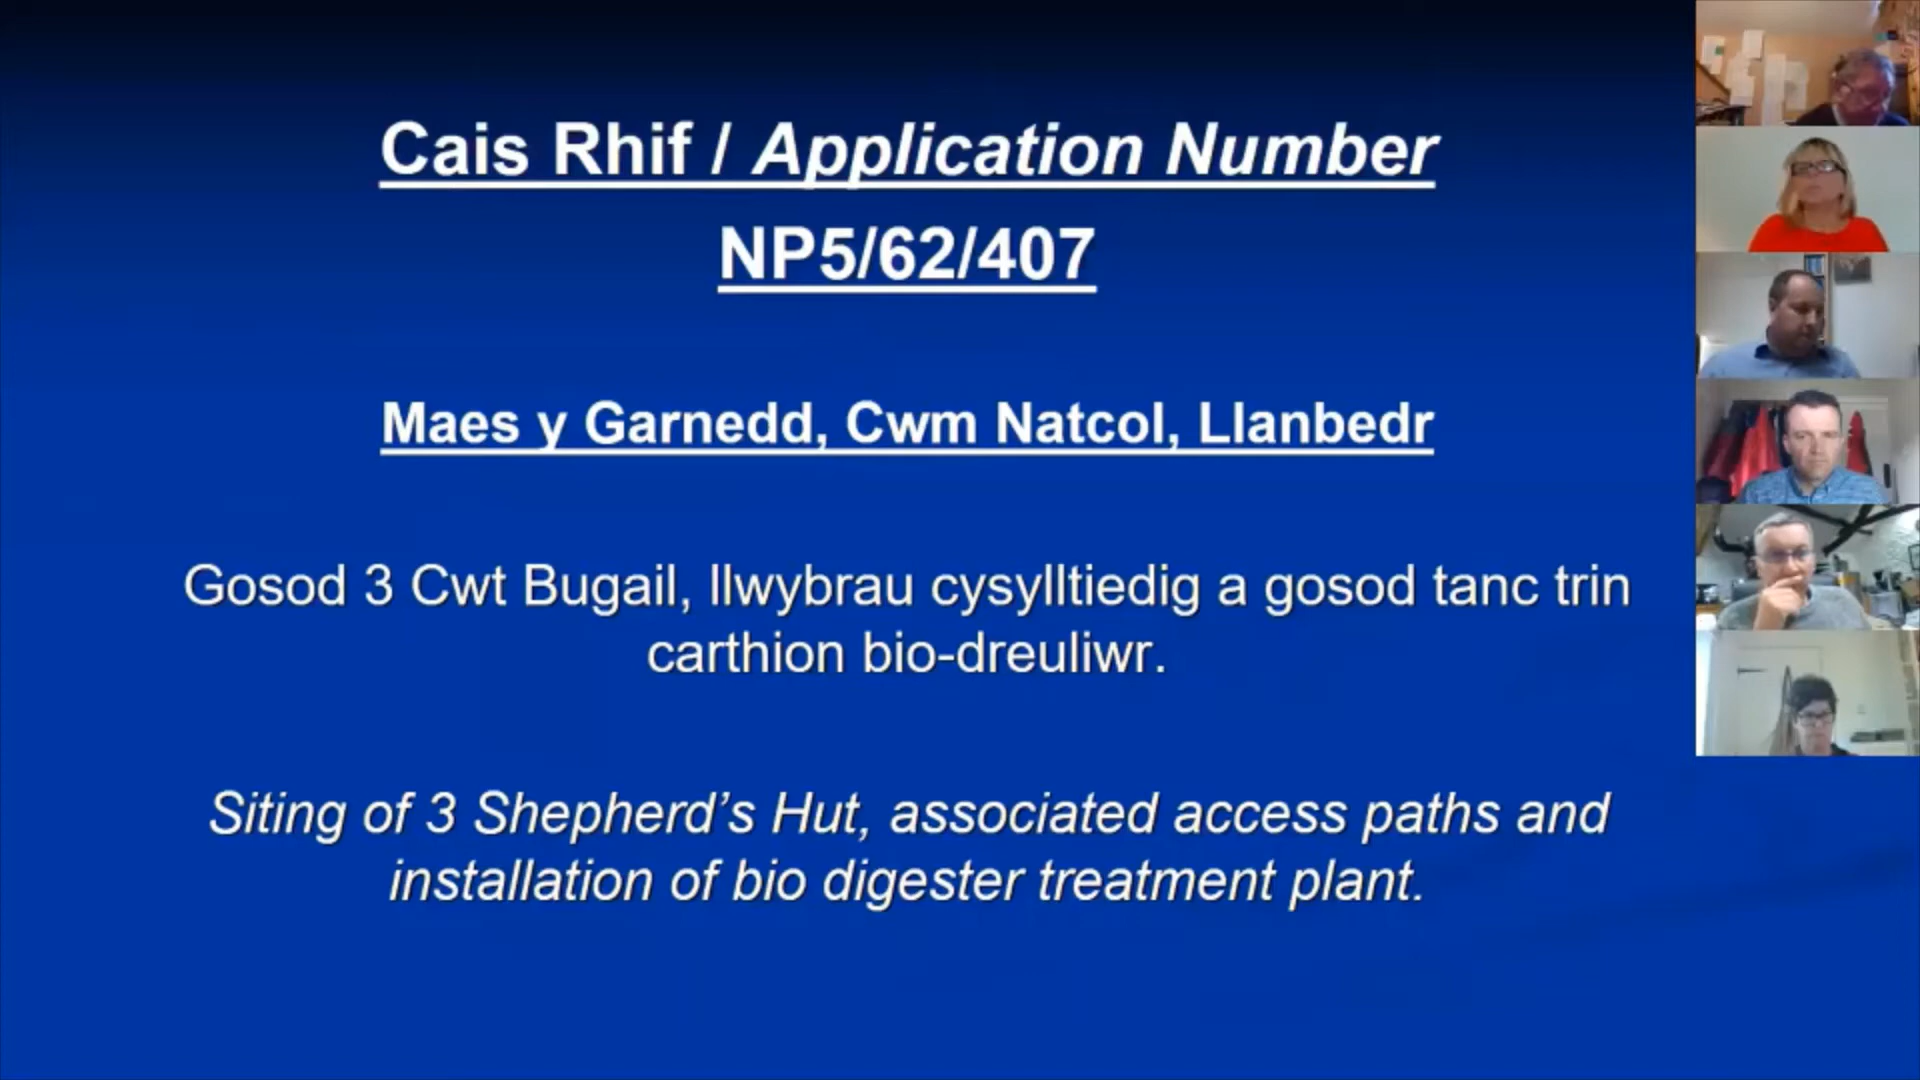 Cais Rhif / Application Number
NP5/62/407
Maes y Garnedd, Cwm Natcol, Llanbedr
Gosod 3 Cwt Bugail, llwybrau cysylltiedig a gosod tanc trin
carthion bio-dreuliwr.
Siting of 3 Shepherd’s Hut, associated access paths and
installation of bio digester treatment plant.